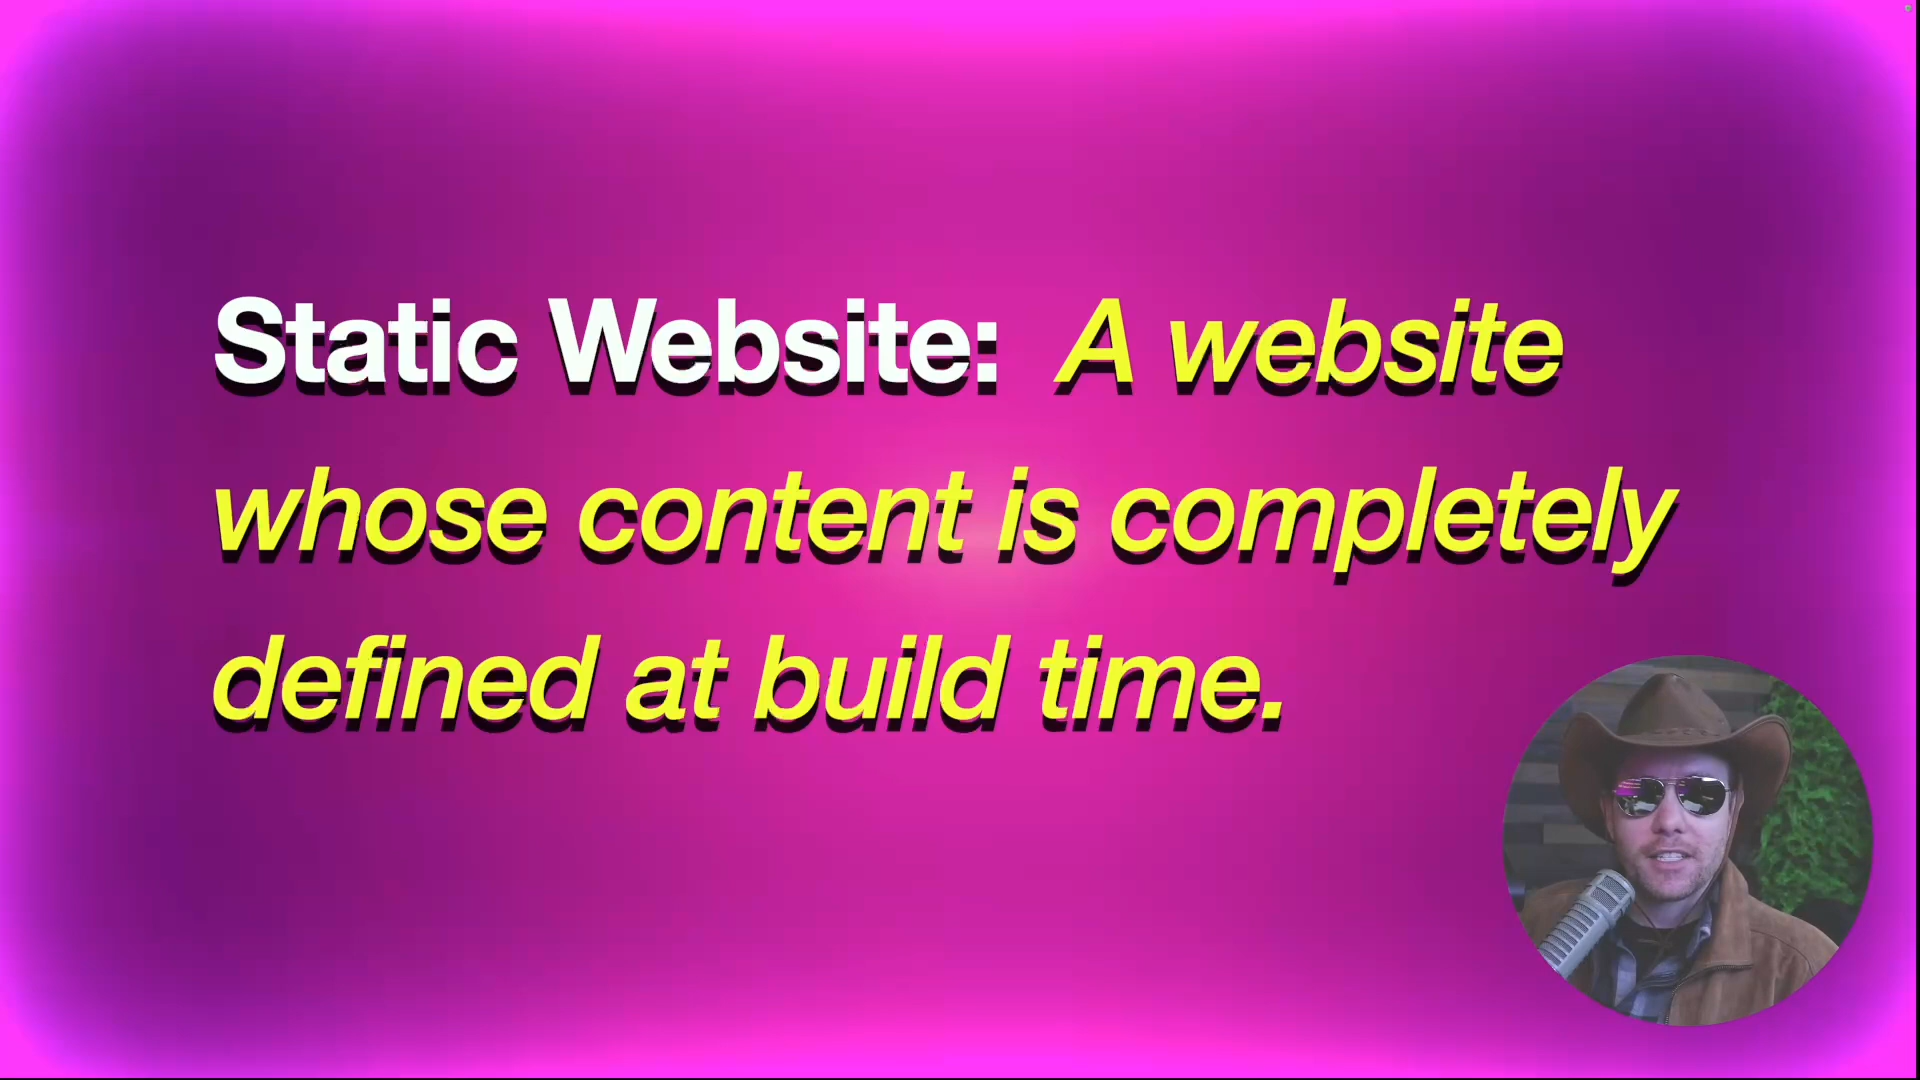 Static Website: A website
whose content is completely
defined at build time.